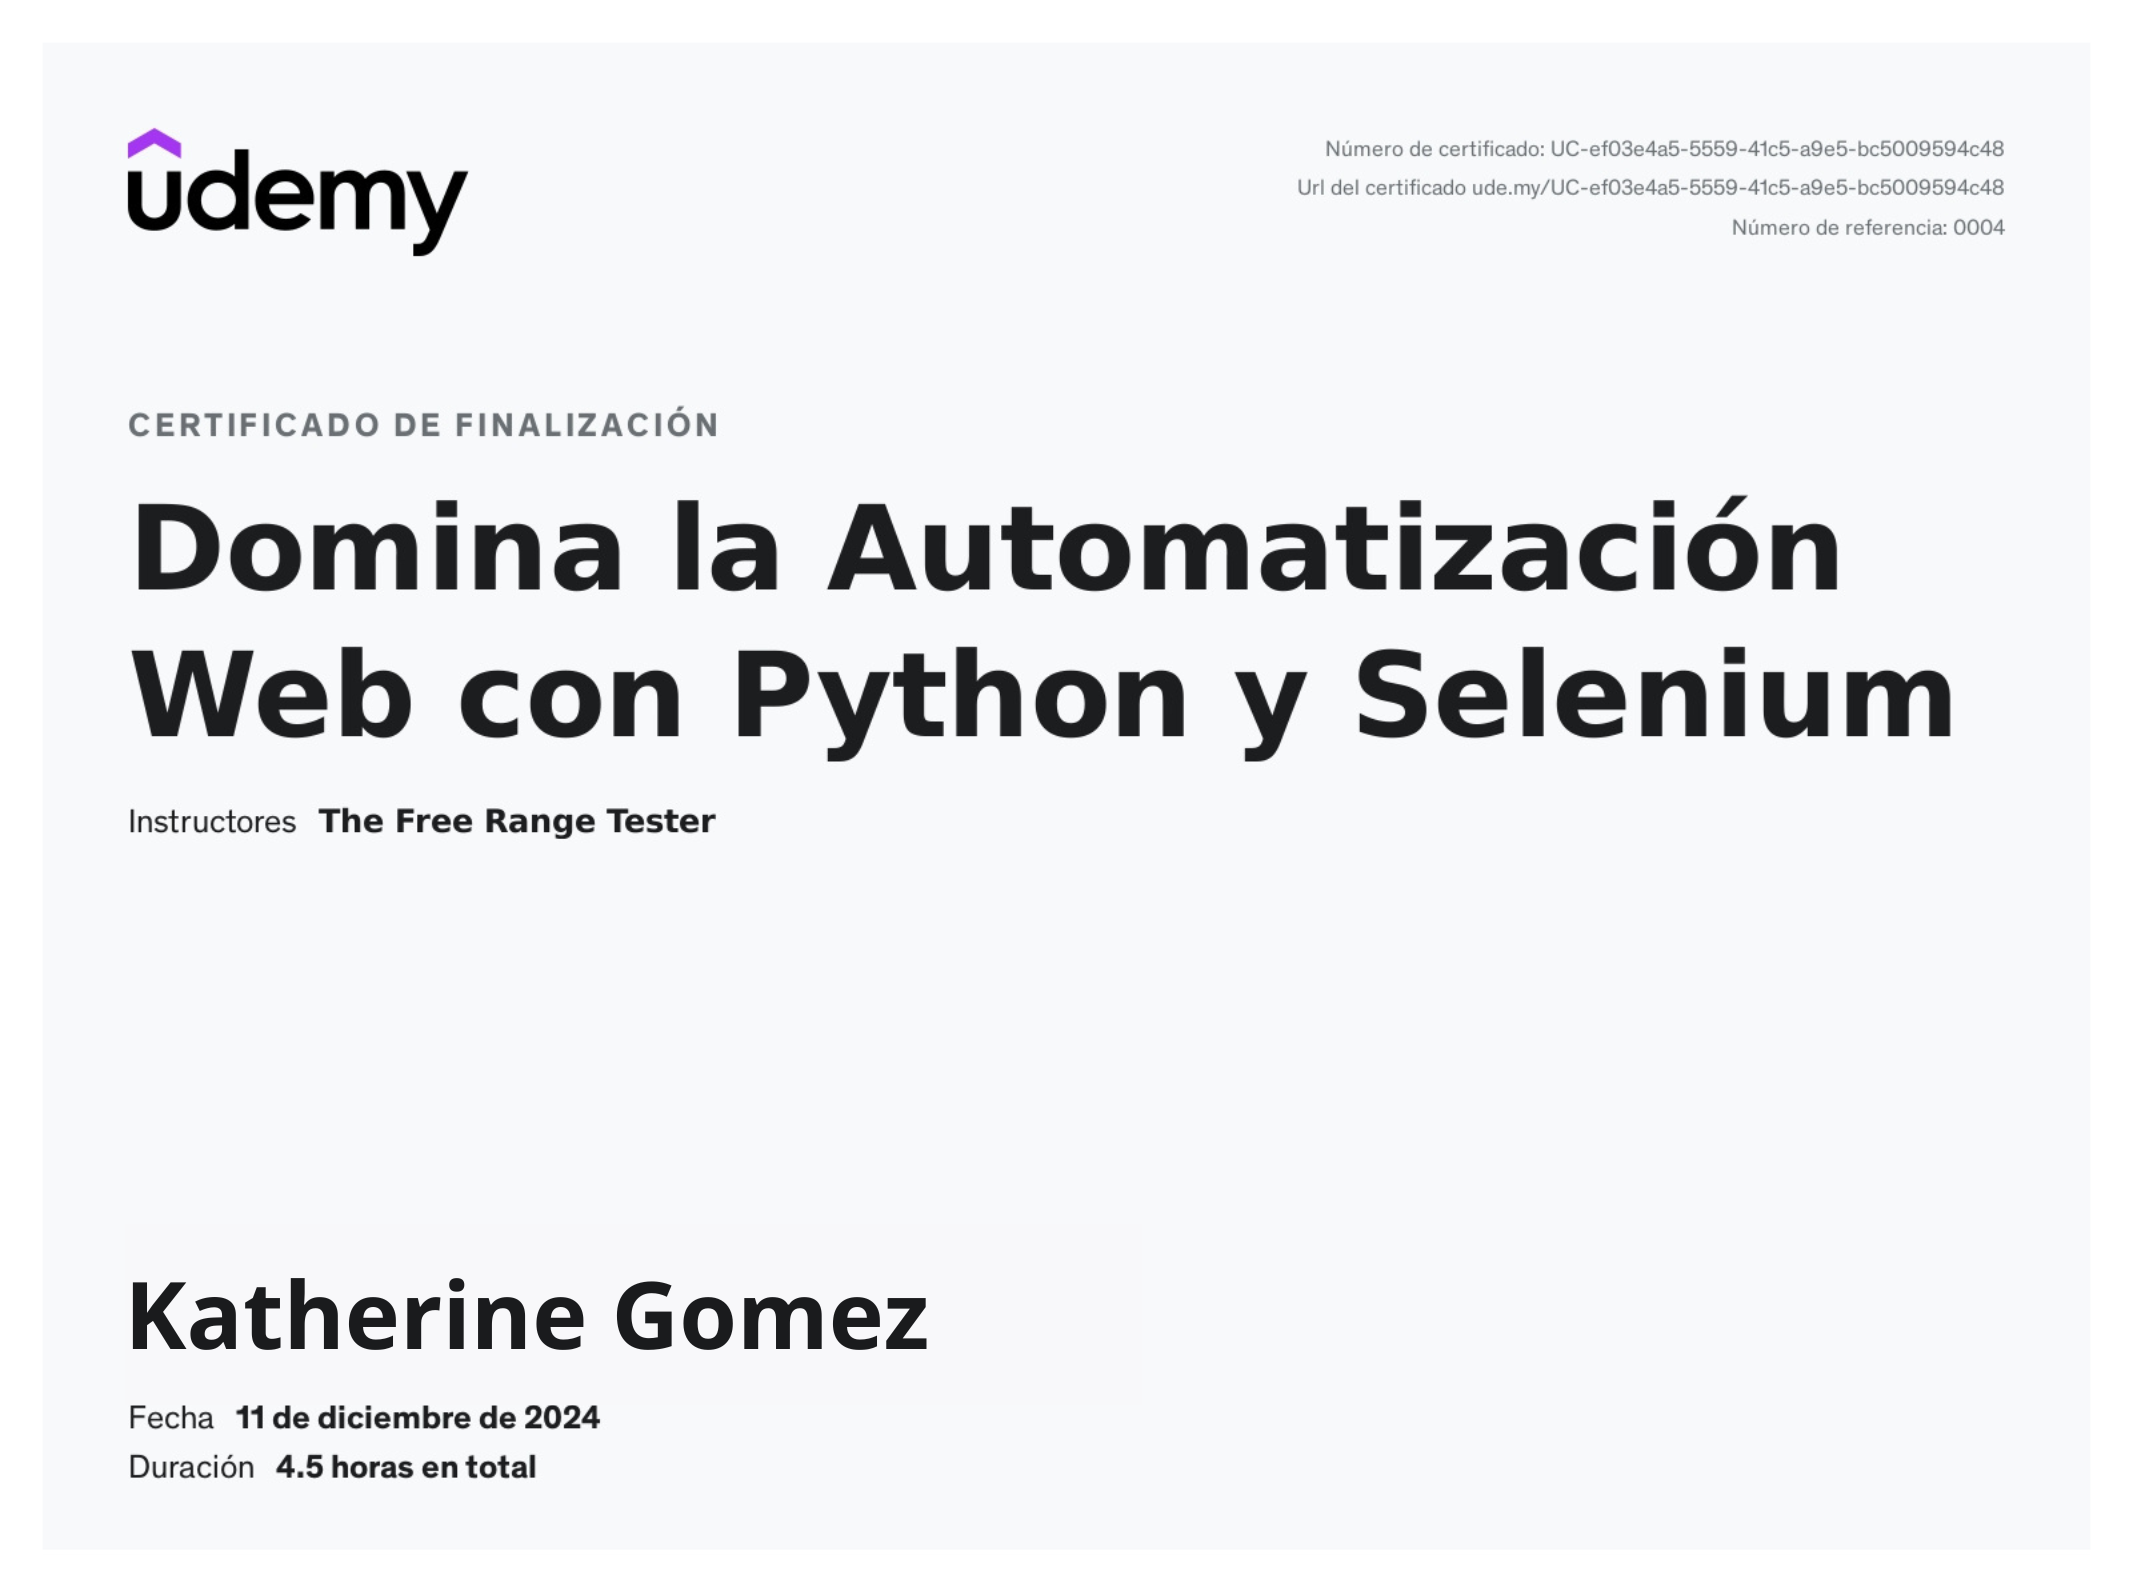 udemy
Número de certificado: UC-ef03e4a5-5559-41c5-a9e5-bc5009594c48
Url del certificado ude.my/UC-ef03e4a5-5559-41c5-a9e5-bc5009594c48
Número de referencia: 0004
CERTIFICADO DE FINALIZACIÓN
Domina la Automatización
Web con Python y Selenium
Instructores The Free Range Tester
Katherine Gomez
Fecha 11 de diciembre de 2024
Duración 4.5 horas en total